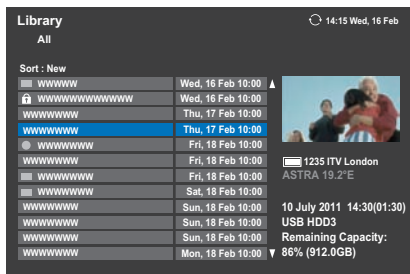 Library
14:15 Wed, 16 Feb
All
Sort : New
wwwww Wed, 16 Feb 10:00
wwwwwwwwwwww Wed, 16 Feb 10:00
wwwwwww Thu, 17 Feb 10:00
wwwwwww Thu, 17 Feb 10:00
wwwwwww Fri, 18 Feb 10:00
wwwwwww Fri, 18 Feb 10:00
wwwwwww Fri, 18 Feb 10:00
wwwwwww Sat, 18 Feb 10:00
wwwwwww Sun, 18 Feb 10:00
wwwwwww Sun, 18 Feb 10:00
wwwwwww Sun, 18 Feb 10:00
wwwwwww Mon, 18 Feb 10:00
1235 ITV London
ASTRA 19.2°E
10 July 2011 14:30(01:30)
USB HDD3
Remaining Capacity:
86% (912.0GB)